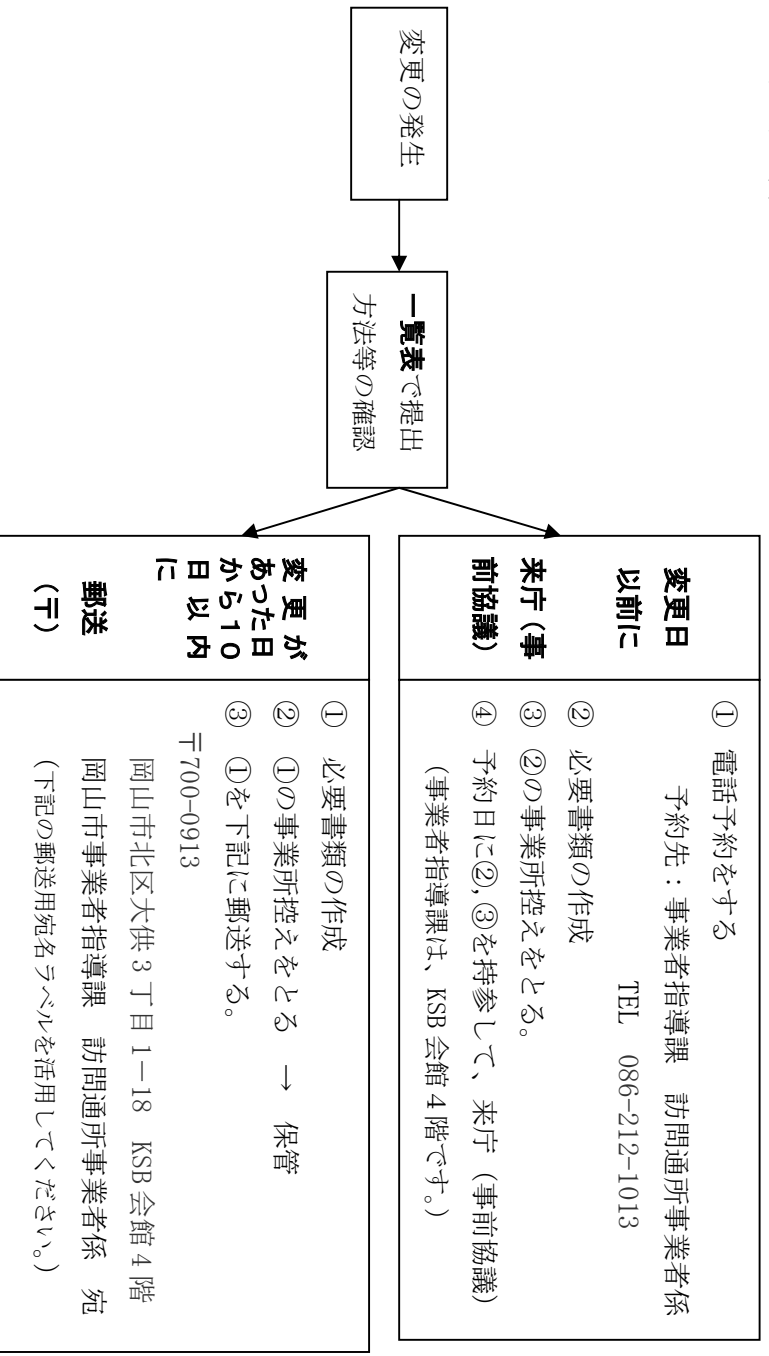 変更の発生
一覧表で提出
方法等の確認
変更日
以前に
来庁（事
前協議）
① 電話予約をする
予約先：事業者指導課　訪問通所事業者係
TEL　086-212-1013
② 必要書類の作成
③ ②の事業所控えをとる。
④ 予約日に②,③を持参して、来庁（事前協議）
（事業者指導課は、KSB会館４階です。）
変更が
あった日
から１０
日以内
に
郵送
（〒）
① 必要書類の作成
② ①の事業所控えをとる　→　保管
③ ①を下記に郵送する。
〒700-0913
岡山市北区大供３丁目１－18　KSB会館４階
岡山市事業者指導課　訪問通所事業者係　宛
（下記の郵送用宛名ラベルを活用してください。）